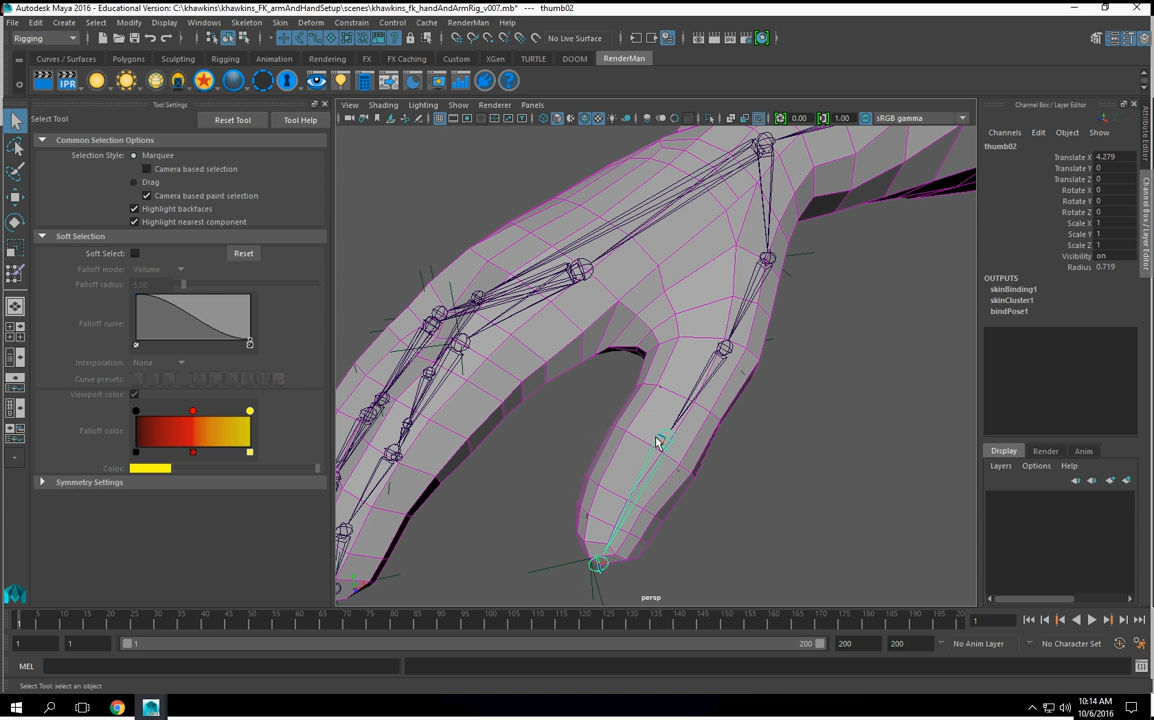 Autodesk Maya 2016 - Educational Version: C:\khawkins\khawkins_FK_armAndHandSetup\scenes\khawkins_fk_handAndArmRig_v007.mb* --- thumb02
File Edit Create Select Modify Display Windows Skeleton Skin Deform Constrain Control Cache RenderMan Help
Rigging No Live Surface
Curves / Surfaces Polygons Sculpting Rigging Animation Rendering FX FX Caching Custom XGen TURTLE DOOM RenderMan
IPR
Tool Settings
Select Tool Reset Tool Tool Help
Common Selection Options
Selection Style: Marquee
Camera based selection
Drag
Camera based paint selection
Highlight backfaces
Highlight nearest component
Soft Selection
Soft Select: Reset
Falloff mode: Volume
Falloff radius: 5.00
Falloff curve:
Interpolation: None
Curve presets:
Viewport color:
Falloff color:
Color:
Symmetry Settings
View Shading Lighting Show Renderer Panels
0.00 1.00 sRGB gamma
persp
Channel Box / Layer Editor
Channels Edit Object Show
thumb02
Translate X 4.279
Translate Y 0
Translate Z 0
Rotate X 0
Rotate Y 0
Rotate Z 0
Scale X 1
Scale Y 1
Scale Z 1
Visibility on
Radius 0.719
OUTPUTS
skinBinding1
skinCluster1
bindPose1
Display Render Anim
Layers Options Help
Attribute Editor
Channel Box / Layer Editor
1 5 10 15 20 25 30 35 40 45 50 55 60 65 70 75 80 85 90 95 100 105 110 115 120 125 130 135 140 145 150 155 160 165 170 175 180 185 190 195 20 1
1 1 1 200 200 200 No Anim Layer No Character Set
MEL
Select Tool: select an object
10:14 AM
10/6/2016